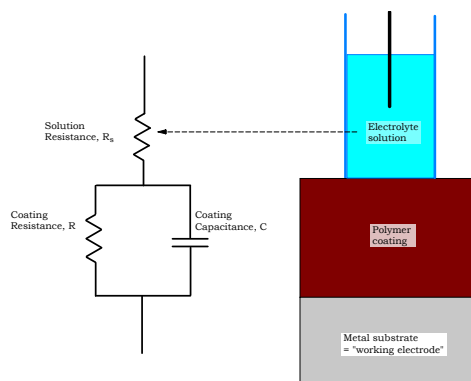 Solution
Resistance, Rs
Electrolyte
solution
Coating
Resistance, R
Coating
Capacitance, C
Polymer
coating
Metal substrate
= "working electrode"